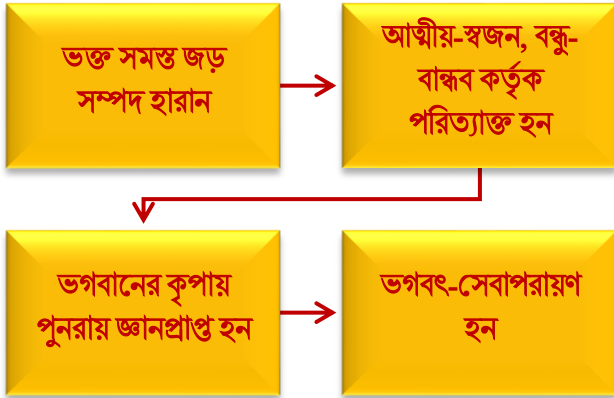 ভক্ত সমস্ত জড়
সম্পদ হারান
আত্মীয়-স্বজন, বন্ধু-
বান্ধব কর্তৃক
পরিত্যাক্ত হন
ভগবানের কৃপায়
পুনরায় জ্ঞানপ্রাপ্ত হন
ভগবৎ-সেবাপরায়ণ
হন